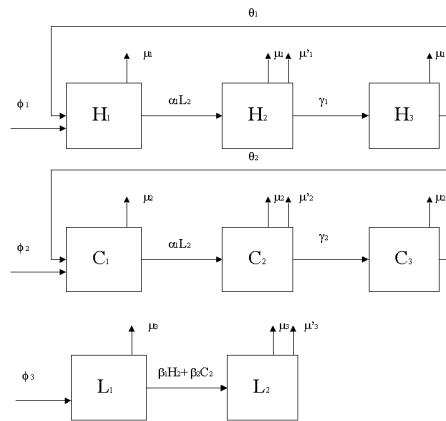 θ₁
μ₁ μ₁ μ'₁ μ₁
ϕ₁ H₁ α₁L₂ H₂ γ₁ H₃
θ₂
μ₂ μ₂ μ'₂ μ₂
ϕ₂ C₁ α₁L₂ C₂ γ₂ C₃
μ₃ μ₃ μ'₃
ϕ₃ L₁ β₁H₂+β₂C₂ L₂